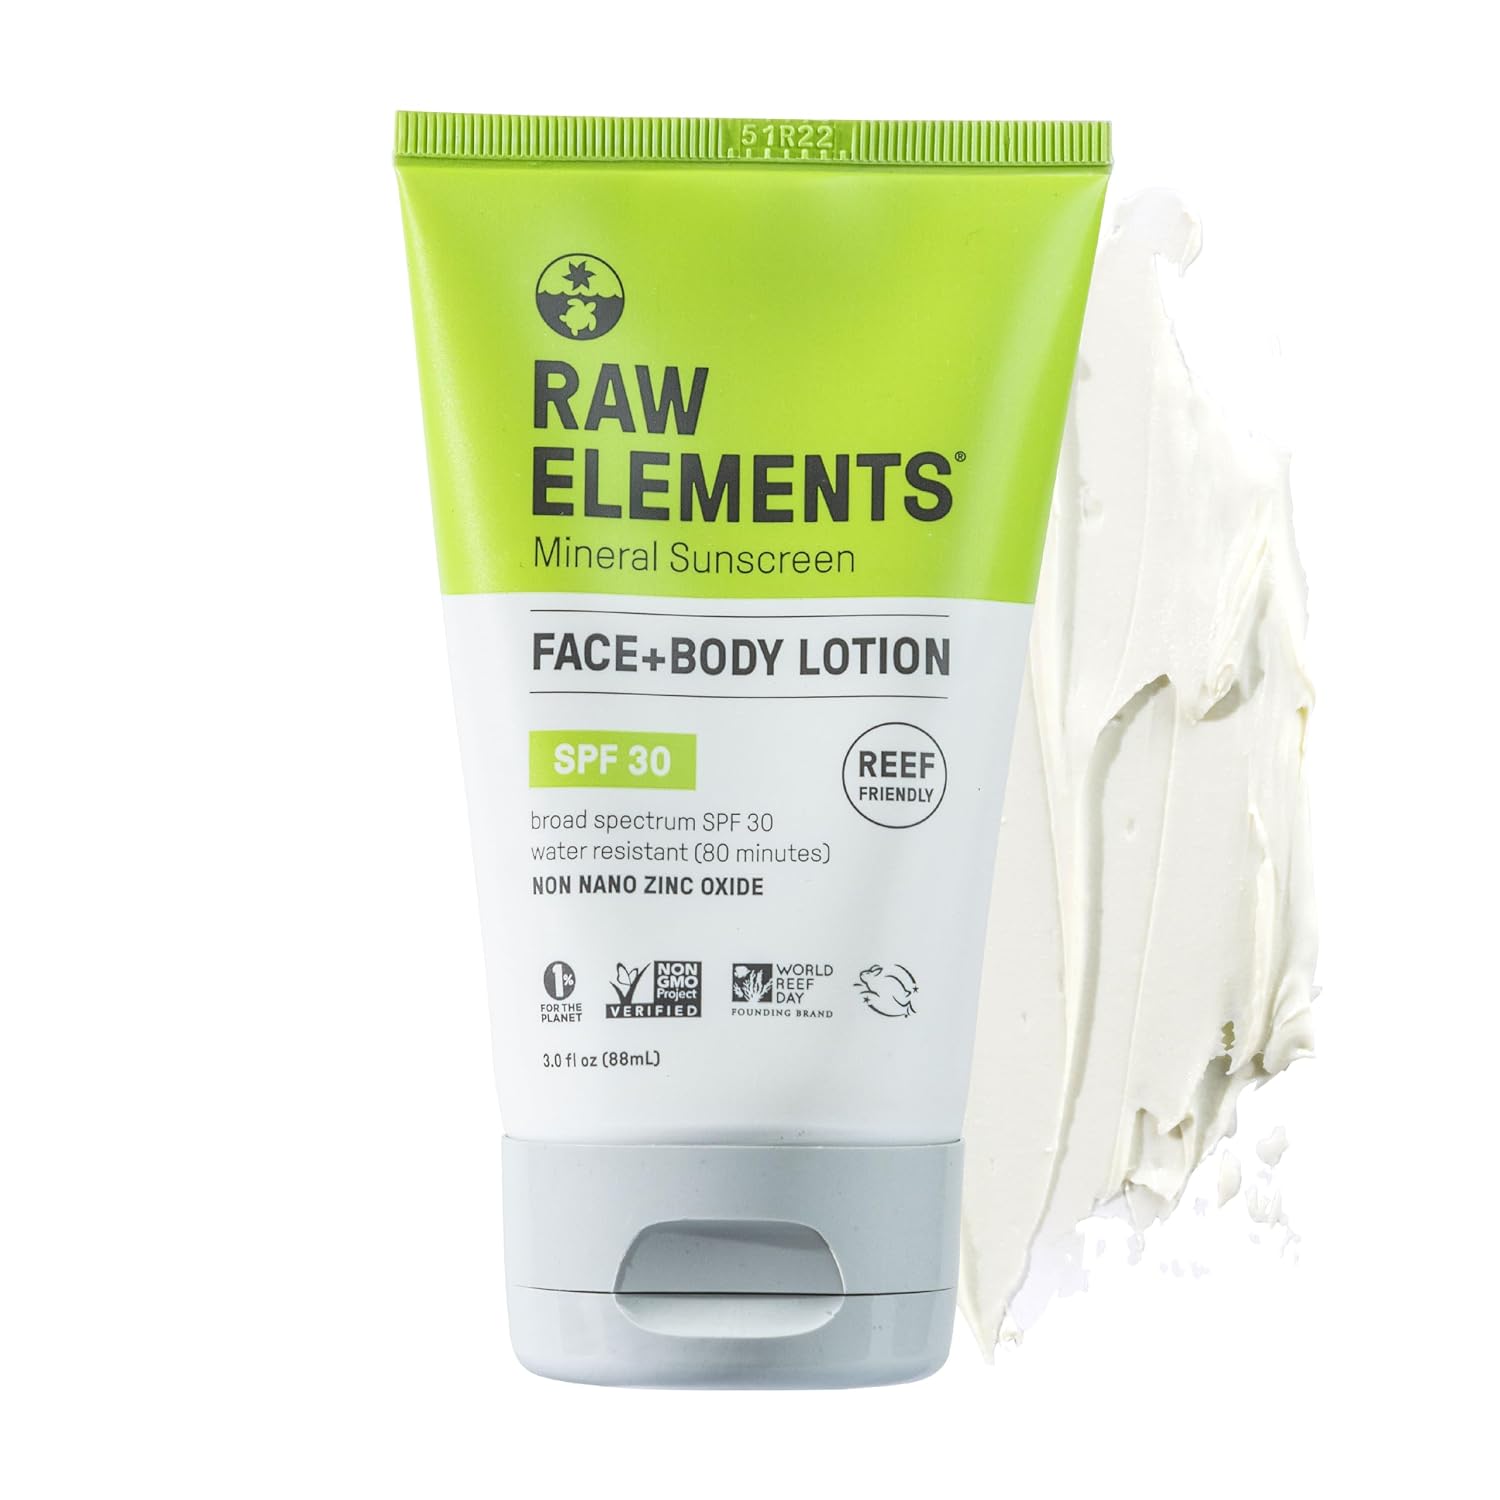 51R22
RAW
ELEMENTS®
Mineral Sunscreen
FACE+BODY LOTION
SPF 30
REEF
FRIENDLY
broad spectrum SPF 30
water resistant (80 minutes)
NON NANO ZINC OXIDE
1%
FOR THE
PLANET
NON
GMO
Project
VERIFIED
WORLD
REEF
DAY
FOUNDING BRAND
3.0 fl oz (88mL)